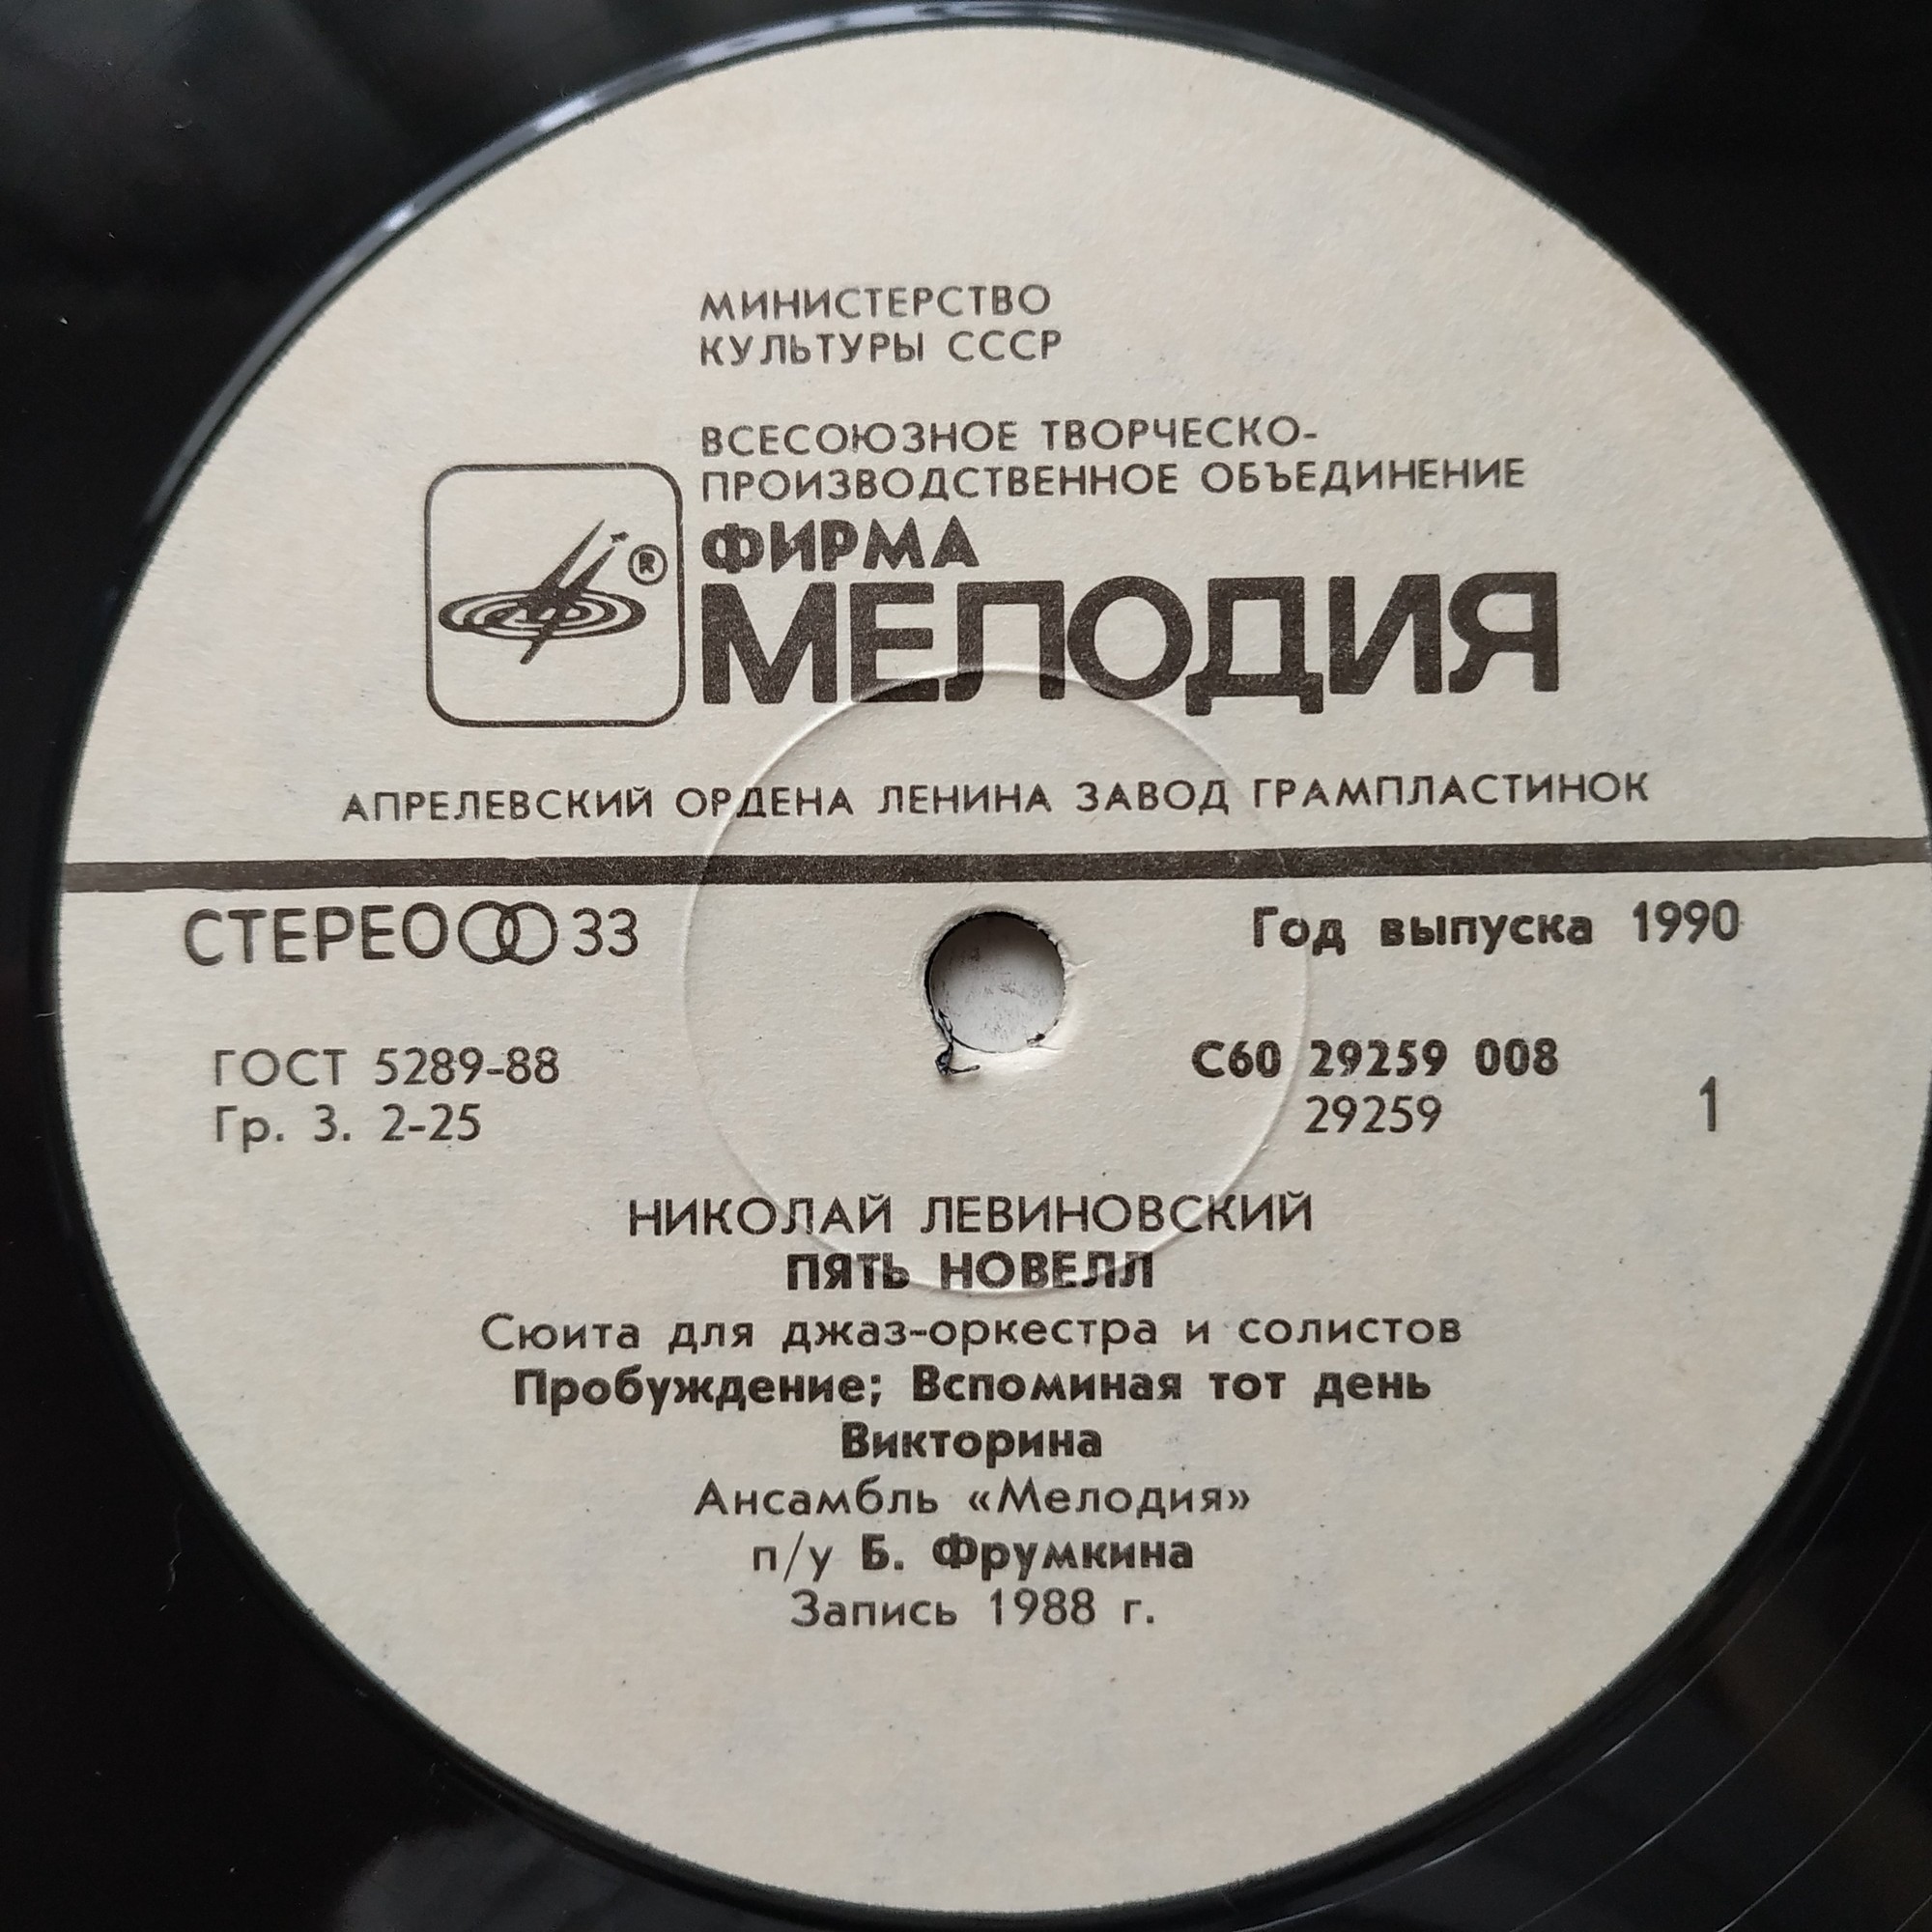 МИНИСТЕРСТВО
КУЛЬТУРЫ СССР
ВСЕСОЮЗНОЕ ТВОРЧЕСКО-
ПРОИЗВОДСТВЕННОЕ ОБЪЕДИНЕНИЕ
®
ФИРМА
МЕЛОДИЯ
АПРЕЛЕВСКИЙ ОРДЕНА ЛЕНИНА ЗАВОД ГРАМПЛАСТИНОК
СТЕРЕО 33 Год выпуска 1990
ГОСТ 5289-88 С60 29259 008
Гр. 3. 2-25 29259 1
НИКОЛАЙ ЛЕВИНОВСКИЙ
ПЯТЬ НОВЕЛЛ
Сюита для джаз-оркестра и солистов
Пробуждение; Вспоминая тот день
Викторина
Ансамбль «Мелодия»
п/у Б. Фрумкина
Запись 1988 г.